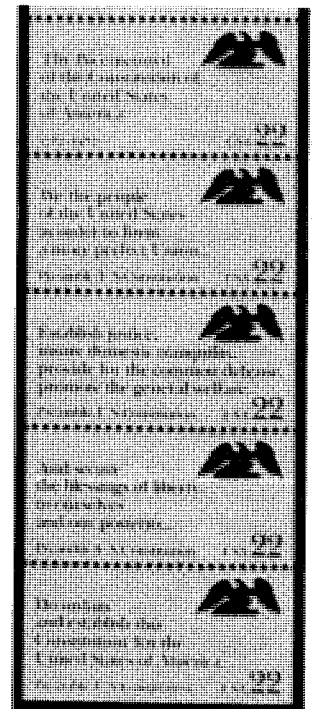 The Bicentennial
of the Constitution of
the United States
of America
USA 22
We the people
of the United States
in order to form
a more perfect Union...
Preamble, U.S. Constitution USA 22
Establish justice,
insure domestic tranquility,
provide for the common defense,
promote the general welfare
Preamble, U.S. Constitution USA 22
And secure
the blessings of liberty
to ourselves
and our posterity
Preamble, U.S. Constitution USA 22
Do ordain
and establish this
Constitution for the
United States of America
Preamble, U.S. Constitution USA 22